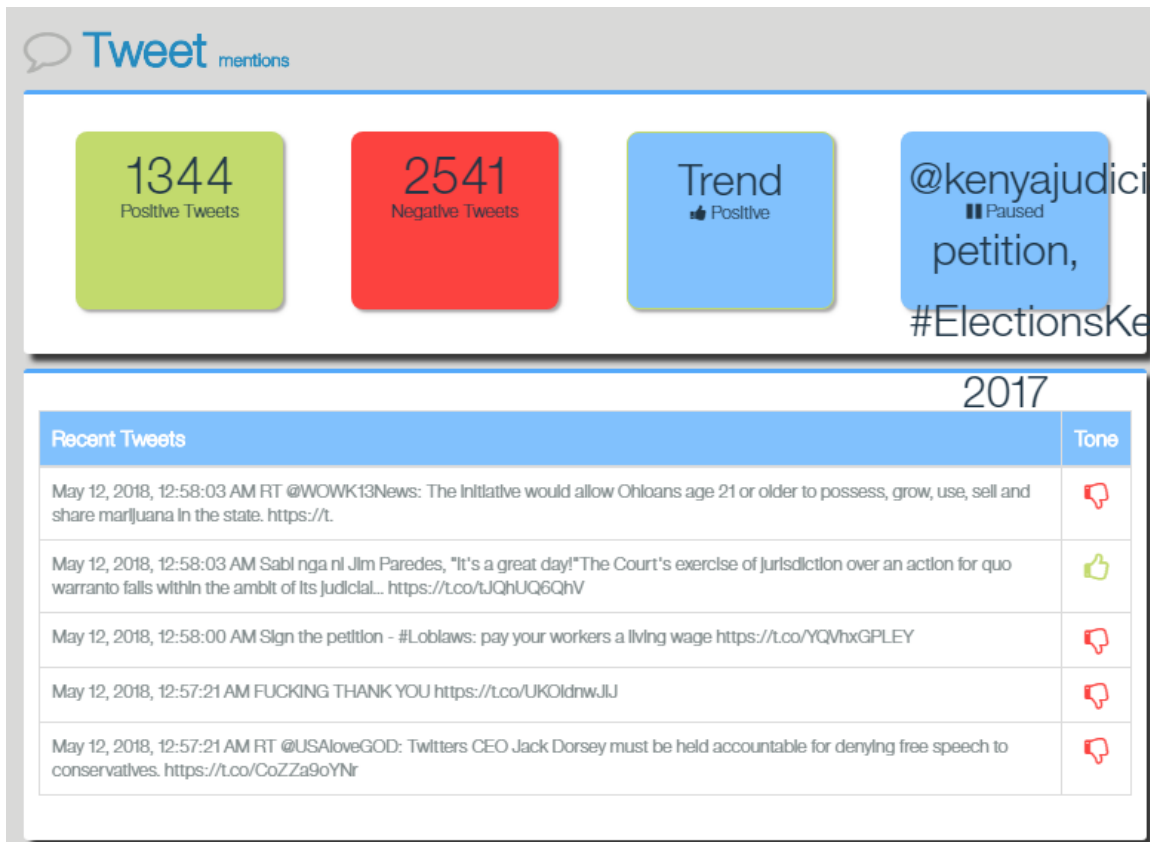 Tweet mentions
1344
Positive Tweets
2541
Negative Tweets
Trend
Positive
@kenyajudici
Paused
petition,
#ElectionsKe
2017
Recent Tweets
Tone
May 12, 2018, 12:58:03 AM RT @WOWK13News: The initiative would allow Ohioans age 21 or older to possess, grow, use, sell and
share marijuana in the state. https://t.
May 12, 2018, 12:58:03 AM Sabi nga ni Jim Paredes, "It's a great day!"The Court's exercise of jurisdiction over an action for quo
warranto falls within the ambit of its judicial... https://t.co/tJQhUQ6QhV
May 12, 2018, 12:58:00 AM Sign the petition - #Loblaws: pay your workers a living wage https://t.co/YQVhxGPLEY
May 12, 2018, 12:57:21 AM FUCKING THANK YOU https://t.co/UKOldnwJIJ
May 12, 2018, 12:57:21 AM RT @USAloveGOD: Twitters CEO Jack Dorsey must be held accountable for denying free speech to
conservatives. https://t.co/CoZZa9oYNr